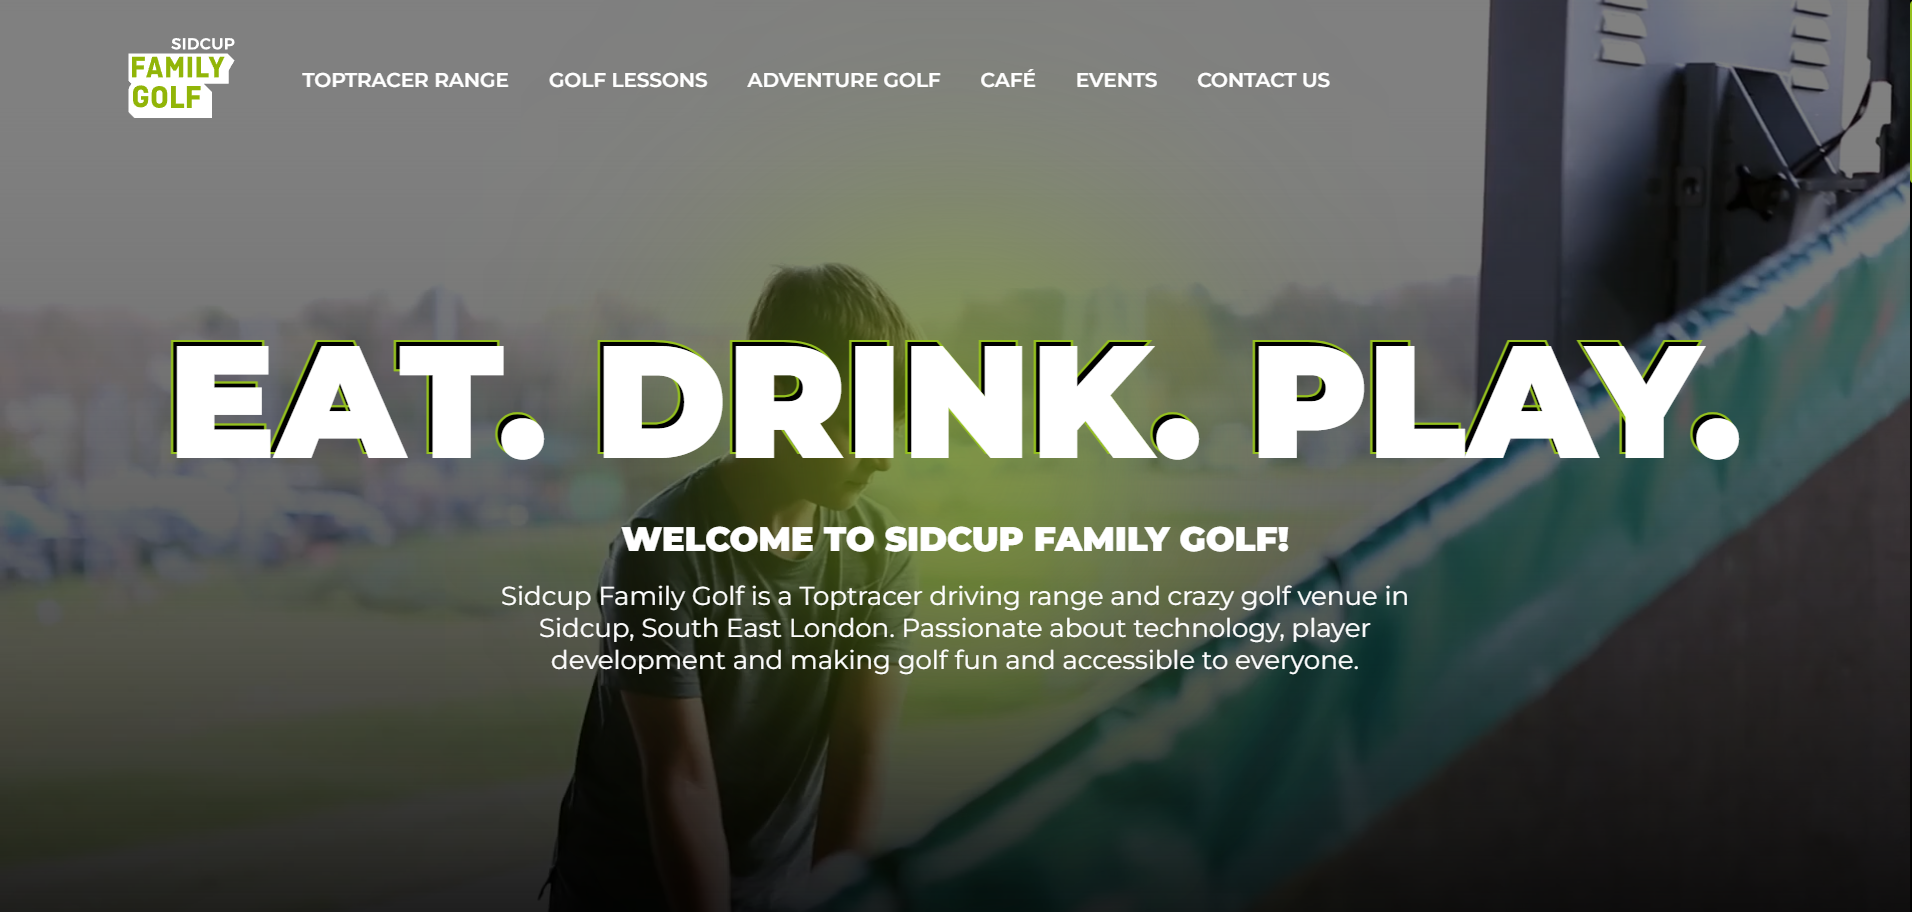 SIDCUP
FAMILY
GOLF
TOPTRACER RANGE GOLF LESSONS ADVENTURE GOLF CAFÉ EVENTS CONTACT US
EAT. DRINK. PLAY.
WELCOME TO SIDCUP FAMILY GOLF!
Sidcup Family Golf is a Toptracer driving range and crazy golf venue in
Sidcup, South East London. Passionate about technology, player
development and making golf fun and accessible to everyone.